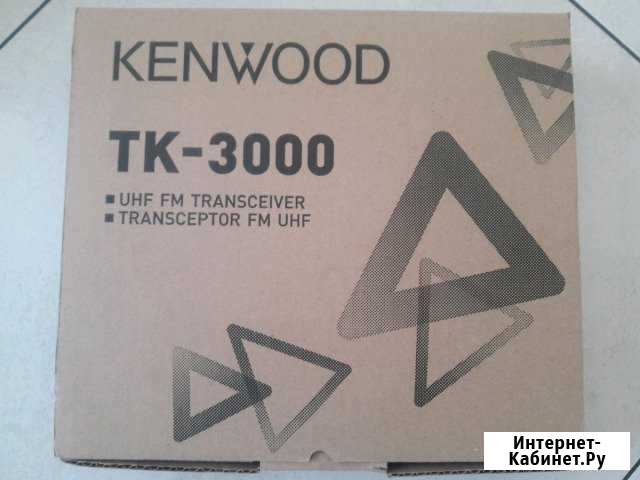 KENWOOD
TK-3000
UHF FM TRANSCEIVER
TRANSCEPTOR FM UHF
Интернет-
Кабинет.Ру